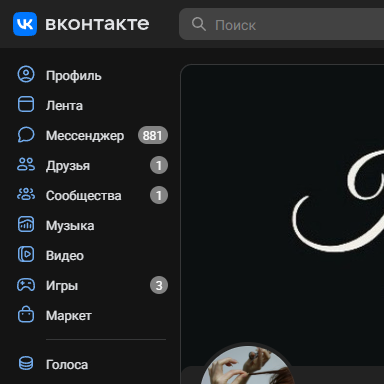 вконтакте
Поиск
Профиль
Лента
Мессенджер 881
Друзья 1
Сообщества 1
Музыка
Видео
Игры 3
Маркет
Голоса